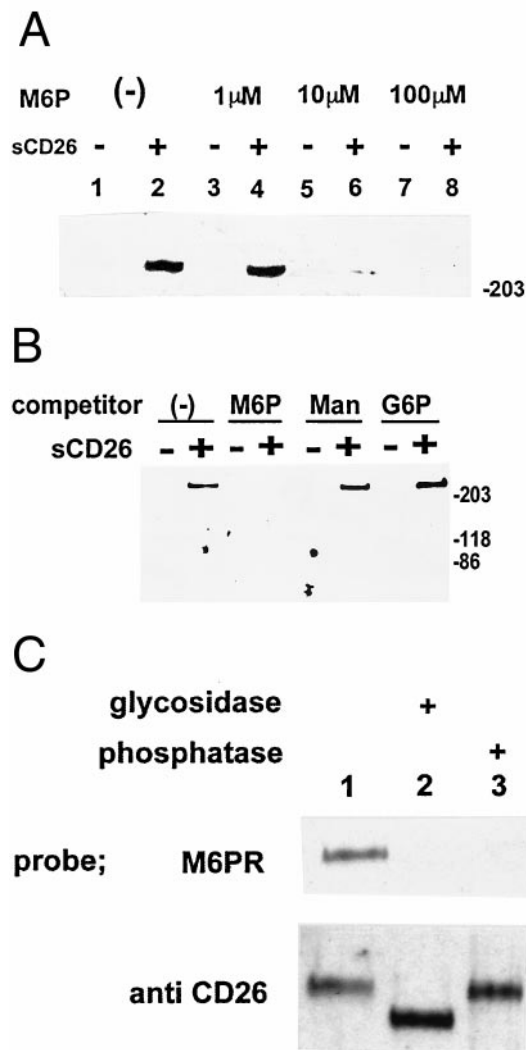 A
M6P (-) 1µM 10µM 100µM
sCD26 - + - + - + - +
1 2 3 4 5 6 7 8
-203
B
competitor (-) M6P Man G6P
sCD26 - + - + - + - +
-203
-118
-86
C
glycosidase +
phosphatase +
1 2 3
probe; M6PR
anti CD26